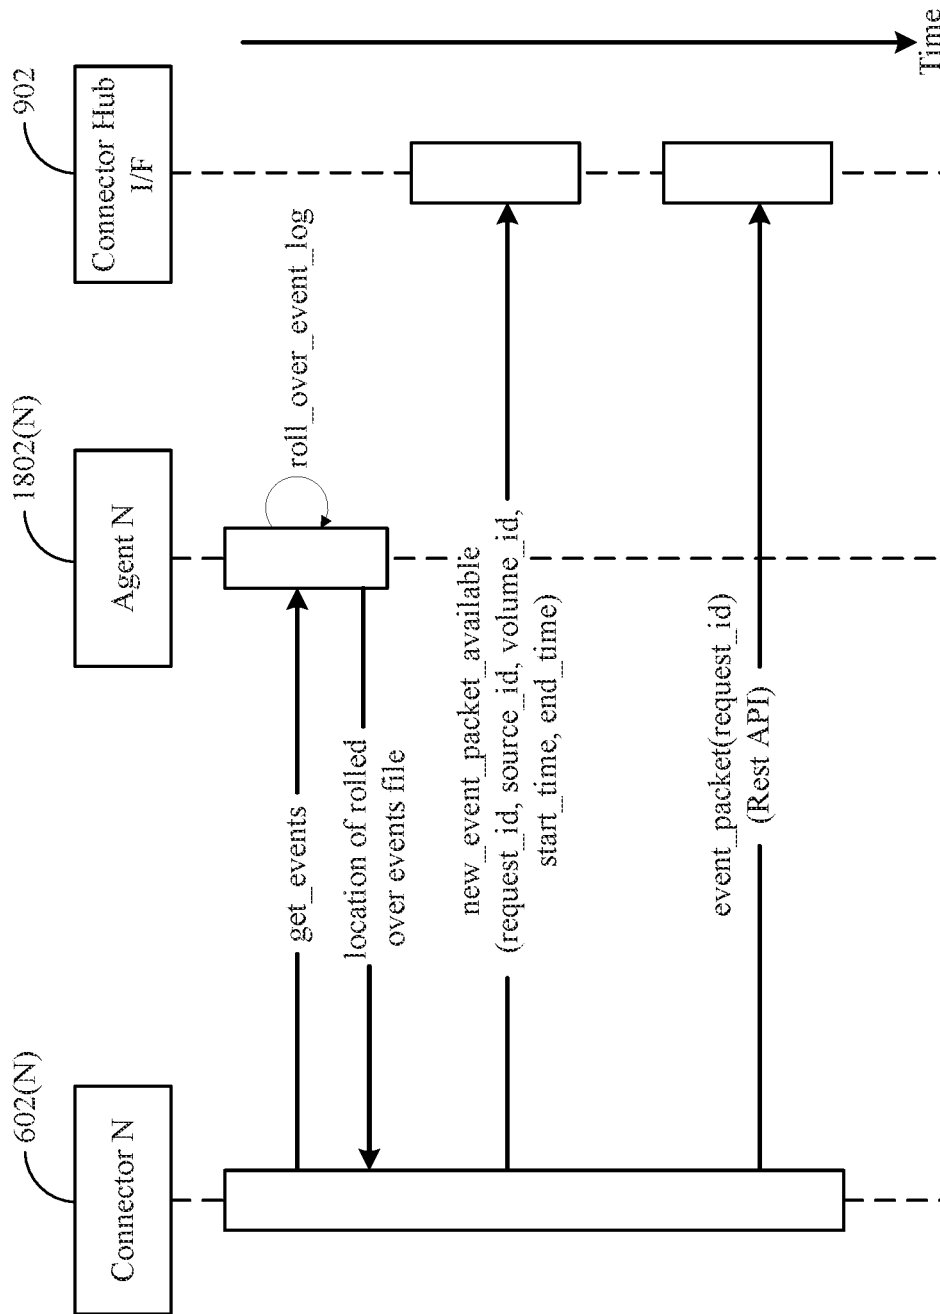 602(N)
1802(N)
902
Connector N
Agent N
Connector Hub
I/F
get_events
roll_over_event_log
location of rolled
over events file
new_event_packet_available
(request_id, source_id, volume_id,
start_time, end_time)
event_packet(request_id)
(Rest API)
Time